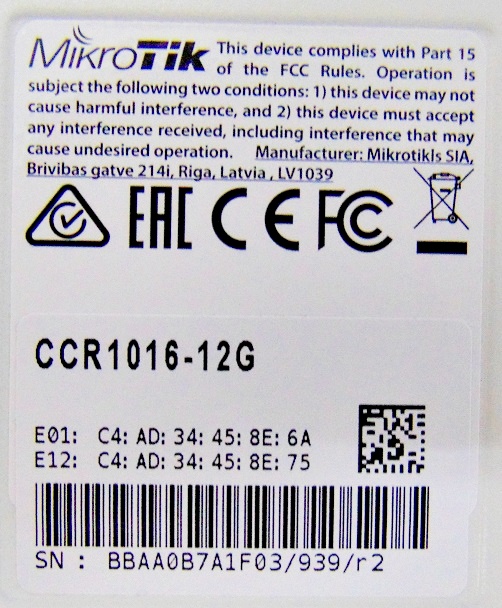 MikroTik This device complies with Part 15
of the FCC Rules. Operation is
subject the following two conditions: 1) this device may not
cause harmful interference, and 2) this device must accept
any interference received, including interference that may
cause undesired operation. Manufacturer: Mikrotikls SIA,
Brivibas gatve 214i, Riga, Latvia , LV1039
EAC CE FCC
CCR1016-12G
E01: C4: AD: 34: 45: 8E: 6A
E12: C4: AD: 34: 45: 8E: 75
SN : BBAA0B7A1F03/939/r2